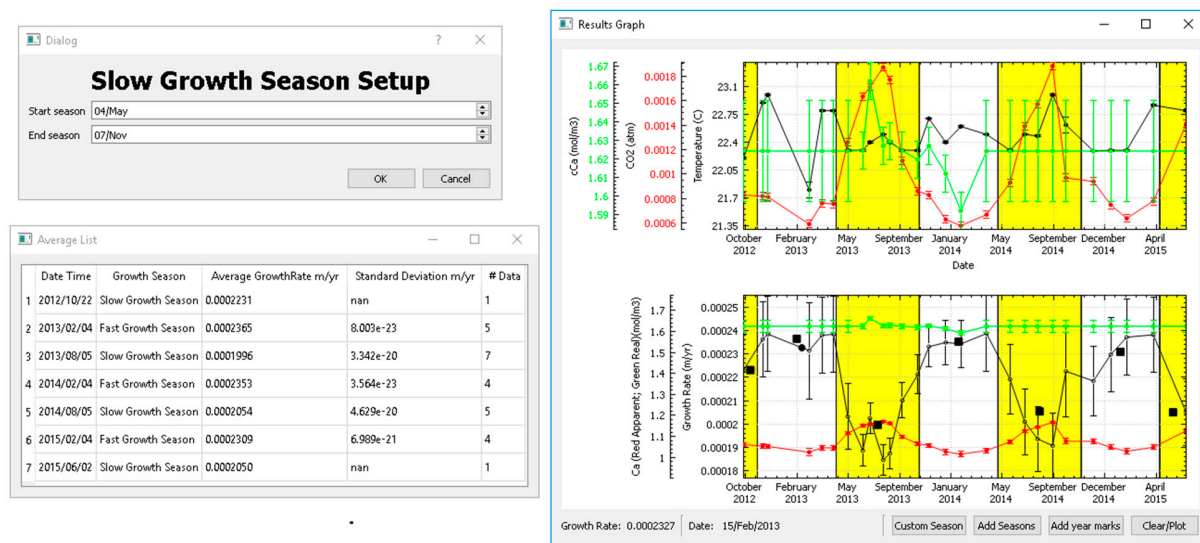 Dialog
Slow Growth Season Setup
Start season 04/May
End season 07/Nov
OK Cancel
Average List
Date Time Growth Season Average GrowthRate m/yr Standard Deviation m/yr # Data
1 2012/10/22 Slow Growth Season 0.0002231 nan 1
2 2013/02/04 Fast Growth Season 0.0002365 8.003e-23 5
3 2013/08/05 Slow Growth Season 0.0001996 3.342e-20 7
4 2014/02/04 Fast Growth Season 0.0002353 3.564e-23 4
5 2014/08/05 Slow Growth Season 0.0002054 4.629e-20 5
6 2015/02/04 Fast Growth Season 0.0002309 6.989e-21 4
7 2015/06/02 Slow Growth Season 0.0002050 nan 1
Results Graph
cCa (mol/m3)
1.67
1.66
1.65
1.64
1.63
1.62
1.61
1.6
1.59
CO2 (atm)
0.0018
0.0015
0.0012
0.0009
0.0006
Temperature (C)
23.1
22.75
22.4
22.05
21.7
21.35
October February May September January May September December April
2012 2013 2013 2013 2014 2014 2014 2014 2015
Date
Ca (Red Apparent; Green Real)(mol/m3)
1.7
1.6
1.5
1.4
1.3
1.2
1.1
1
Growth Rate (m/yr)
0.00025
0.00024
0.00023
0.00022
0.00021
0.0002
0.00019
0.00018
October February May September January May September December April
2012 2013 2013 2013 2014 2014 2014 2014 2015
Growth Rate: 0.0002327 Date: 15/Feb/2013 Custom Season Add Seasons Add year marks Clear/Plot